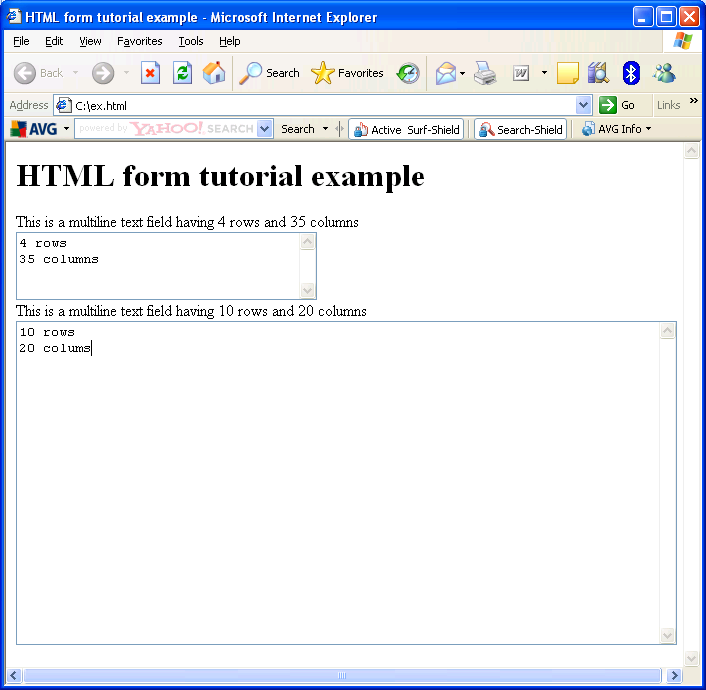 HTML form tutorial example - Microsoft Internet Explorer
File Edit View Favorites Tools Help
Back Search Favorites W
Address C:\ex.html Go Links »
AVG powered by YAHOO! SEARCH Search Active Surf-Shield Search-Shield AVG Info
HTML form tutorial example
This is a multiline text field having 4 rows and 35 columns
4 rows
35 columns
This is a multiline text field having 10 rows and 20 columns
10 rows
20 colums